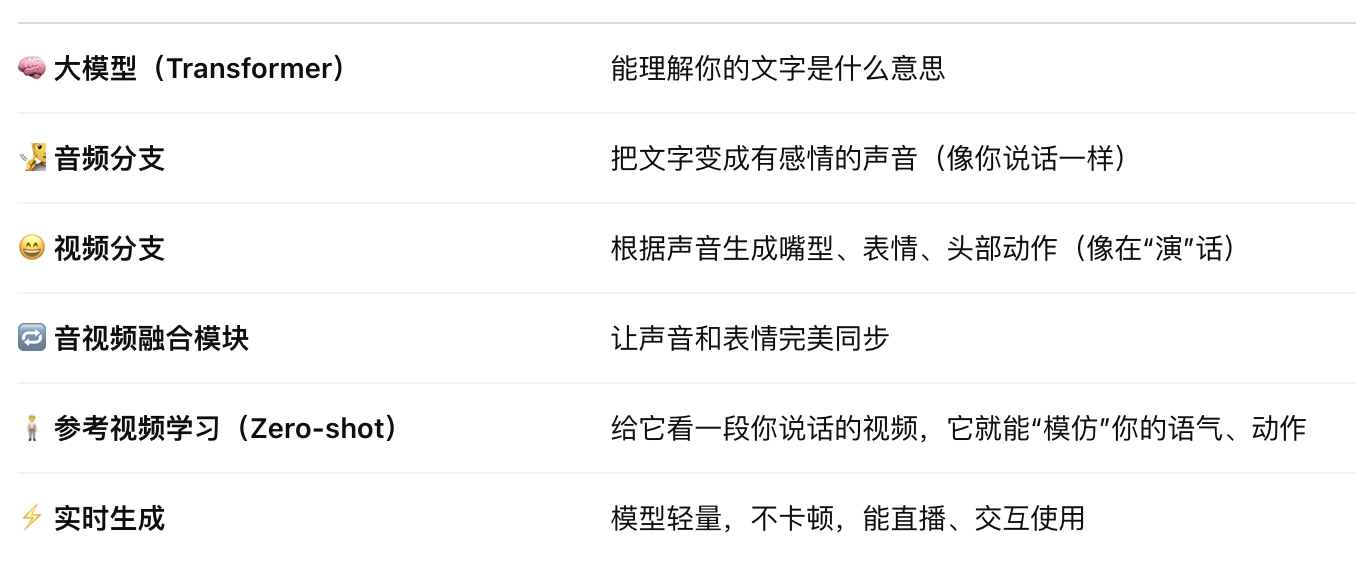 🧠 大模型（Transformer） 能理解你的文字是什么意思
音频分支 把文字变成有感情的声音（像你说话一样）
😄 视频分支 根据声音生成嘴型、表情、头部动作（像在“演”话）
🔁 音视频融合模块 让声音和表情完美同步
🧍 参考视频学习（Zero-shot） 给它看一段你说话的视频，它就能“模仿”你的语气、动作
⚡ 实时生成 模型轻量，不卡顿，能直播、交互使用